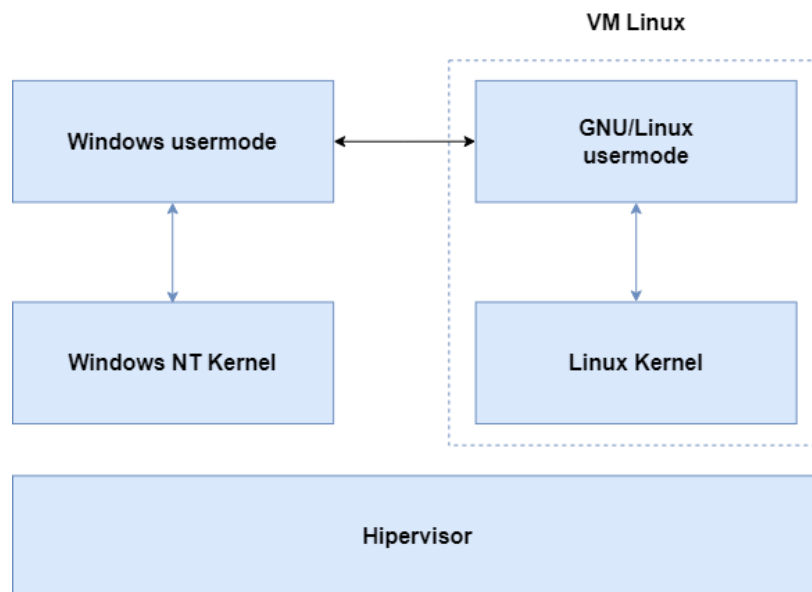 VM Linux
Windows usermode
GNU/Linux
usermode
Windows NT Kernel
Linux Kernel
Hipervisor